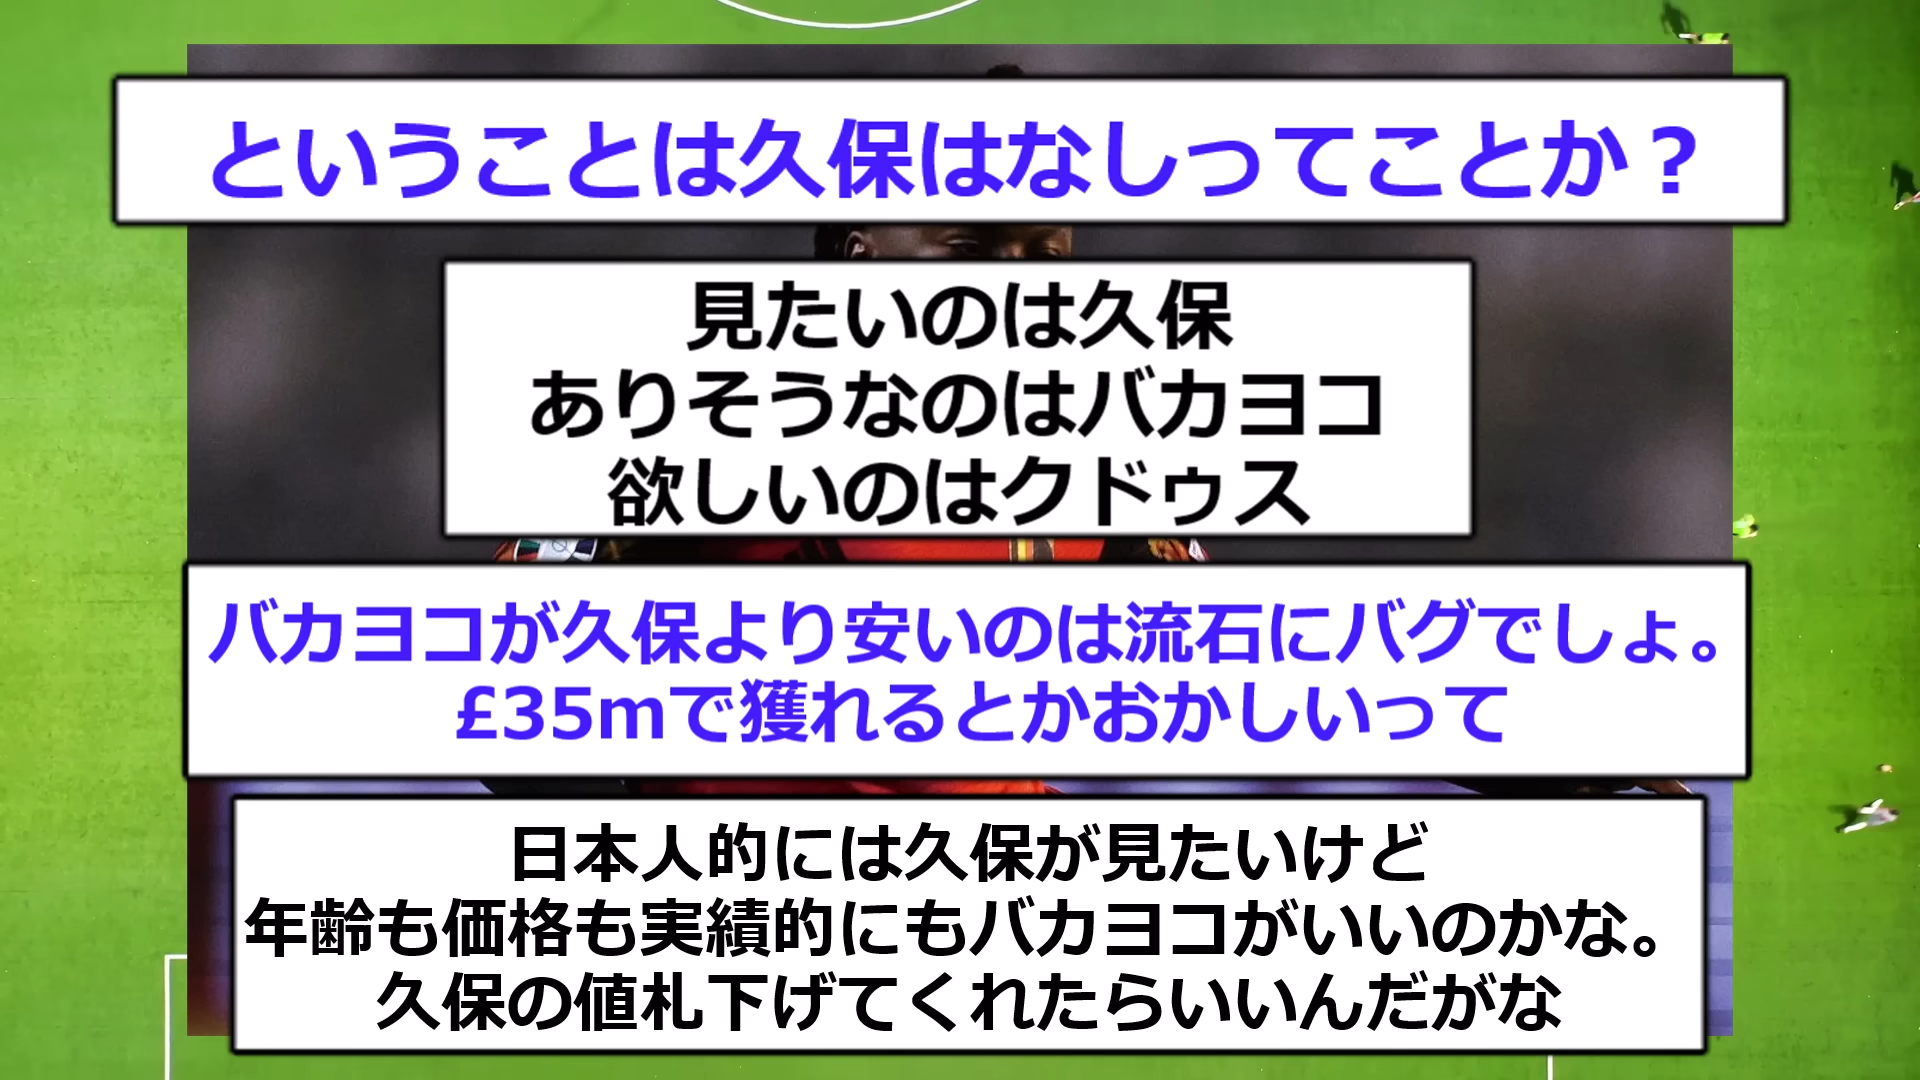 ということは久保はなしってことか？
見たいのは久保
ありそうなのはバカヨコ
欲しいのはクドゥス
バカヨコが久保より安いのは流石にバグでしょ。
£35mで獲れるとかおかしいって
日本人的には久保が見たいけど
年齢も価格も実績的にもバカヨコがいいのかな。
久保の値札下げてくれたらいいんだがな